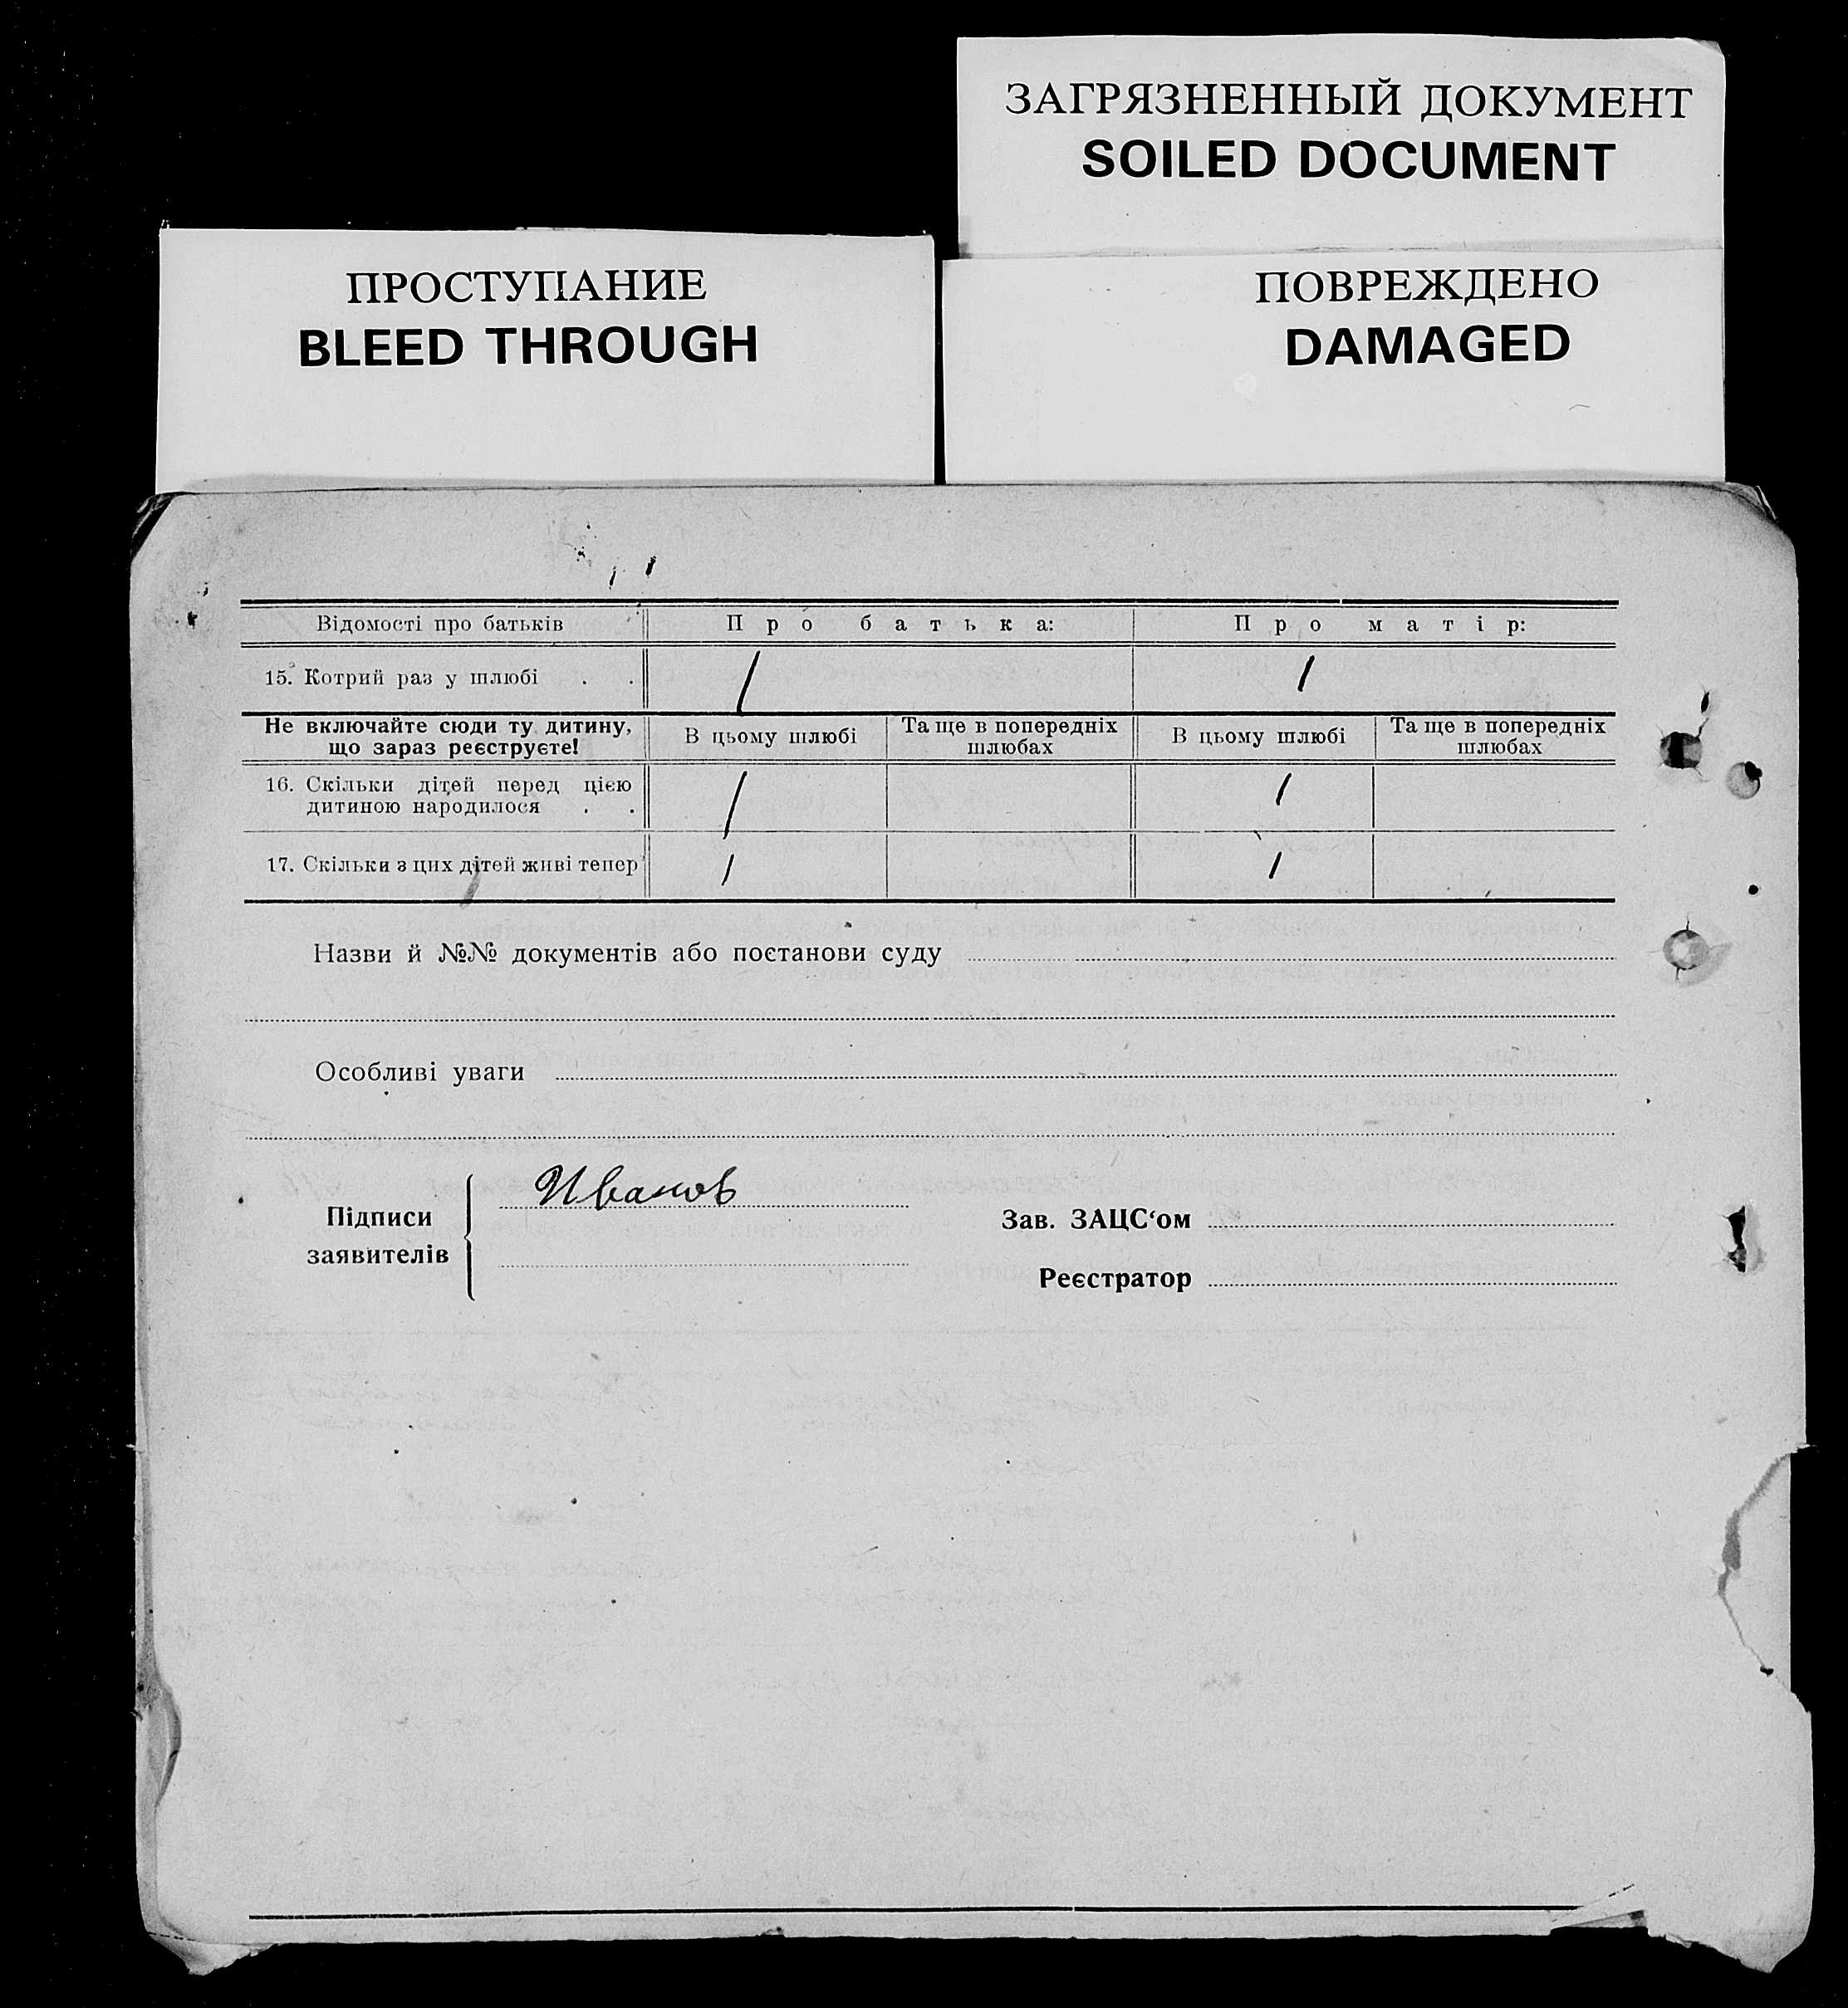 ЗАГРЯЗНЕННЫЙ ДОКУМЕНТ
SOILED DOCUMENT
ПРОСТУПАНИЕ
BLEED THROUGH
ПОВРЕЖДЕНО
DAMAGED
Відомості про батьків Про батька: Про матір:
15. Котрий раз у шлюбі . . 1 1
Не включайте сюди ту дитину, що зараз реєструєте! В цьому шлюбі Та ще в попередніх шлюбах В цьому шлюбі Та ще в попередніх шлюбах
16. Скільки дітей перед цією
дитиною народилося . . 1 1
17. Скільки з цих дітей живі тепер 1 1
Назви й №№ документів або постанови суду
Особливі уваги
Підписи заявителів Иванов
Зав. ЗАЦС‘ом
Реєстратор